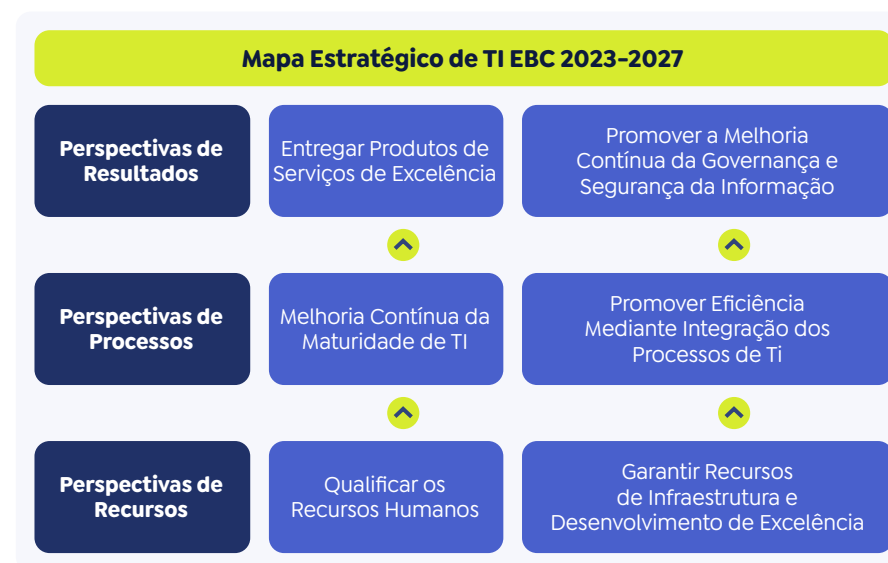 Mapa Estratégico de TI EBC 2023-2027
Perspectivas de
Resultados
Entregar Produtos de
Serviços de Excelência
Promover a Melhoria
Contínua da Governança e
Segurança da Informação
Perspectivas de
Processos
Melhoria Contínua da
Maturidade de TI
Promover Eficiência
Mediante Integração dos
Processos de Ti
Perspectivas de
Recursos
Qualificar os
Recursos Humanos
Garantir Recursos
de Infraestrutura e
Desenvolvimento de Excelência